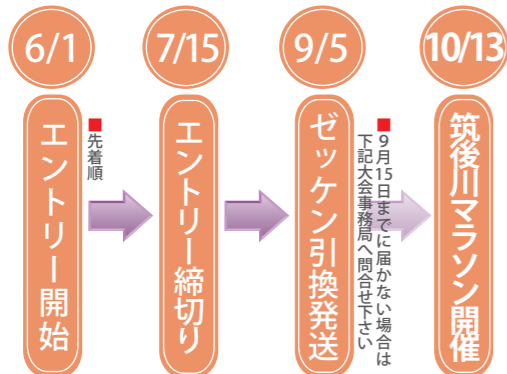 6/1
エントリー開始
■先着順
7/15
エントリー締切り
9/5
ゼッケン引換発送
■9月15日までに届かない場合は
下記大会事務局へ問合せ下さい
10/13
筑後川マラソン開催